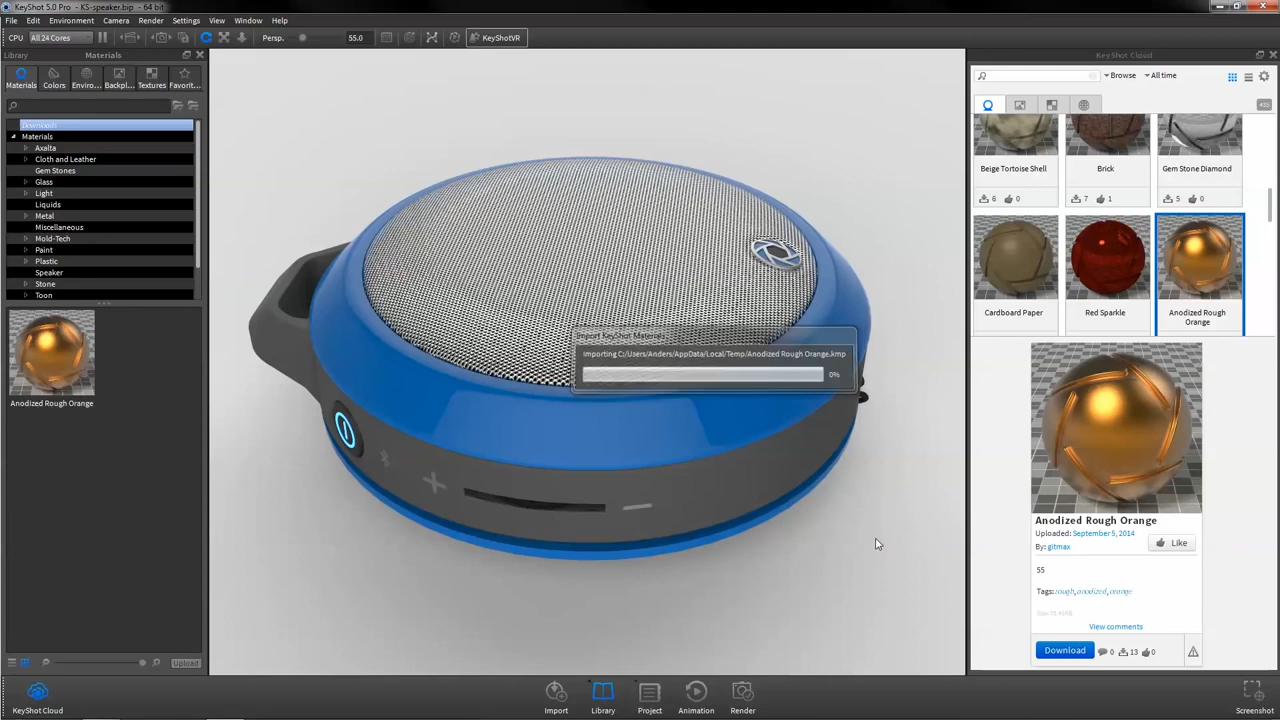 KeyShot 5.0 Pro - KS-speaker.bip - 64 bit
File Edit Environment Camera Render Settings View Window Help
CPU All 24 Cores Persp. 55.0 KeyShotVR
Library Materials
Materials Colors Enviro... Backpl... Textures Favorit...
Downloads
Materials
Axalta
Cloth and Leather
Gem Stones
Glass
Light
Liquids
Metal
Miscellaneous
Mold-Tech
Paint
Plastic
Speaker
Stone
Toon
Anodized Rough Orange
Upload
Import KeyShot Material
Importing C:/Users/Anders/AppData/Local/Temp/Anodized Rough Orange.kmp
0%
KeyShot Cloud
Browse All time
435
Beige Tortoise Shell Brick Gem Stone Diamond
6 0 7 1 5 0
Cardboard Paper Red Sparkle Anodized Rough
Orange
Anodized Rough Orange
Uploaded: September 5, 2014
By: gitmax
Like
55
Tags: rough, anodized, orange
View comments
Download 0 13 0
KeyShot Cloud Import Library Project Animation Render Screenshot